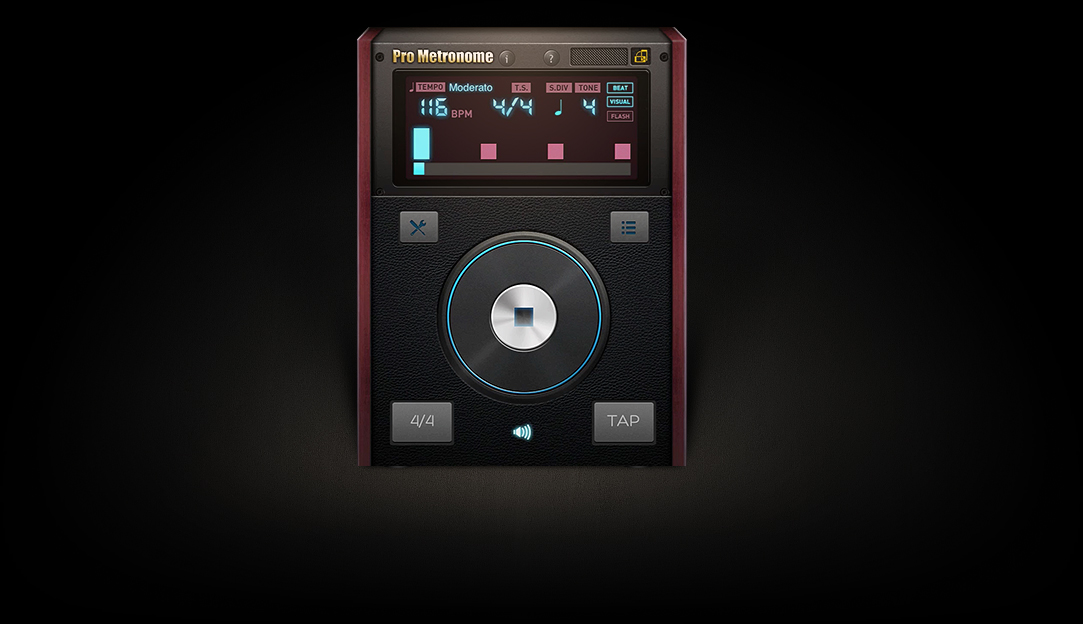 Pro Metronome i ?
TEMPO Moderato T.S. S.DIV TONE BEAT
116 BPM 4/4 4 VISUAL
FLASH
4/4 TAP